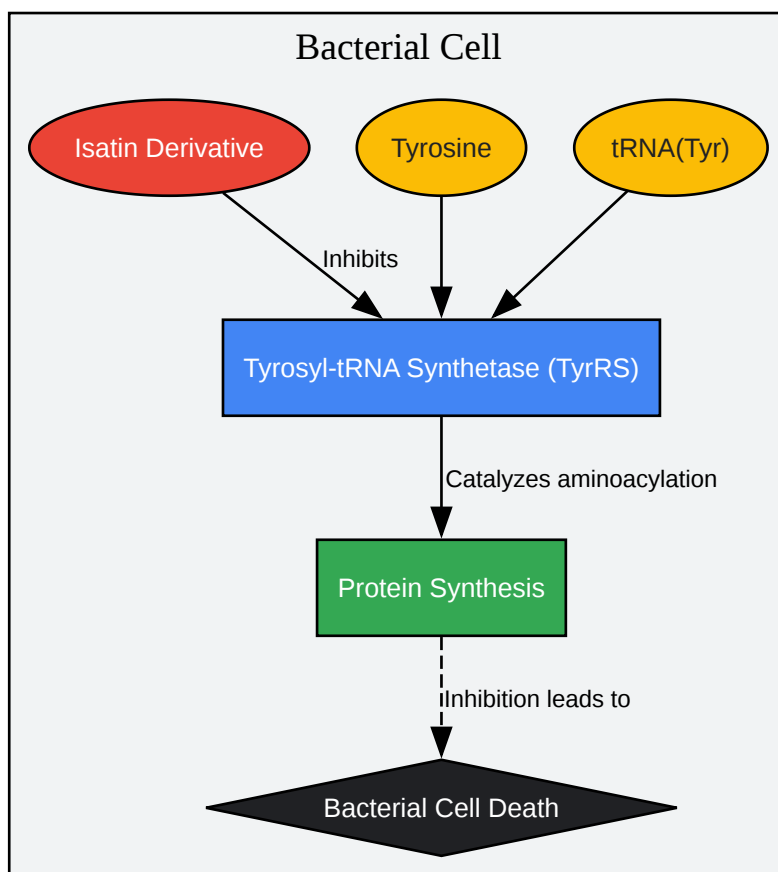 Bacterial Cell
Isatin Derivative
Tyrosine
tRNA(Tyr)
Inhibits
Tyrosyl-tRNA Synthetase (TyrRS)
Catalyzes aminoacylation
Protein Synthesis
Inhibition leads to
Bacterial Cell Death